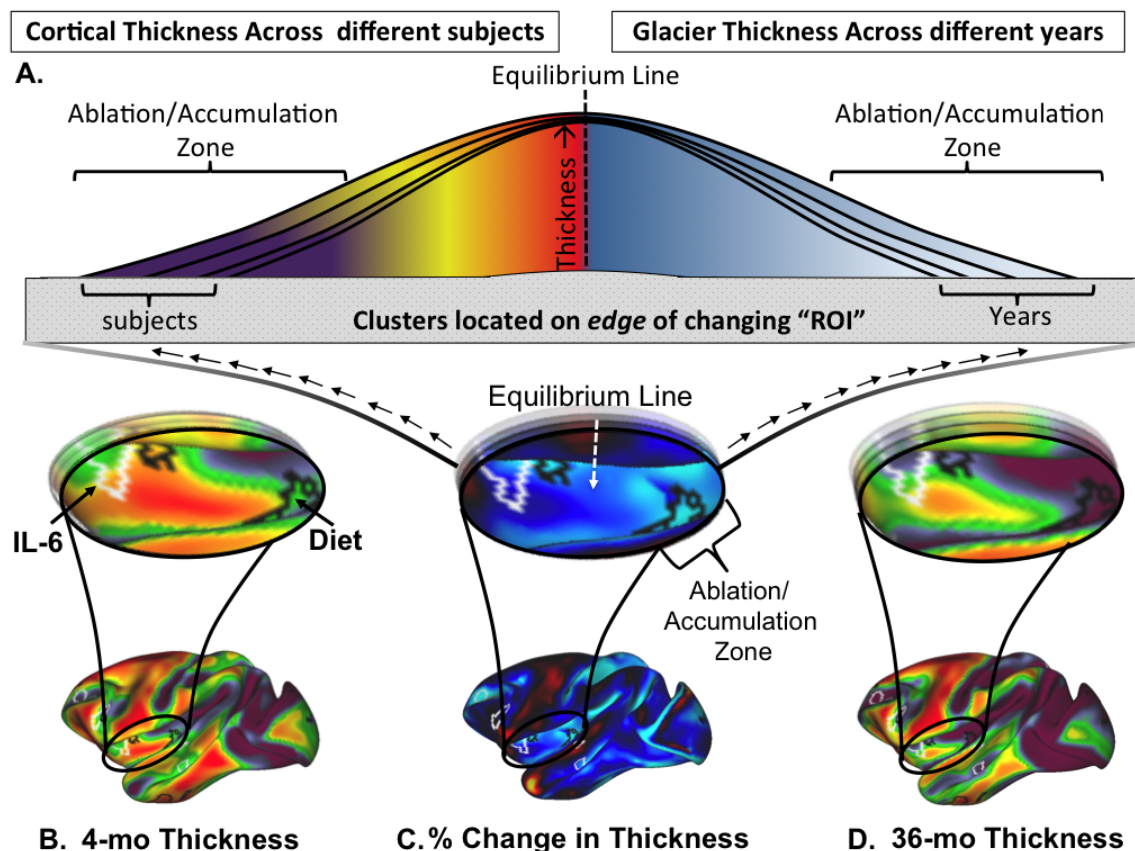 Cortical Thickness Across different subjects
Glacier Thickness Across different years
A.
Equilibrium Line
Ablation/Accumulation
Zone
Ablation/Accumulation
Zone
Thickness →
subjects
Clusters located on edge of changing “ROI”
Years
Equilibrium Line
IL-6
Diet
Ablation/
Accumulation
Zone
B. 4-mo Thickness
C. % Change in Thickness
D. 36-mo Thickness